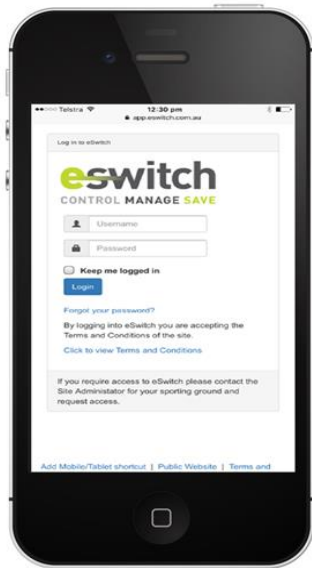 Telstra 12:30 pm
app.eswitch.com.au
Log in to eSwitch
eswitch
CONTROL MANAGE SAVE
Username
Password
Keep me logged in
Login
Forgot your password?
By logging into eSwitch you are accepting the
Terms and Conditions of the site.
Click to view Terms and Conditions
If you require access to eSwitch please contact the
Site Administator for your sporting ground and
request access.
Add Mobile/Tablet shortcut | Public Website | Terms and